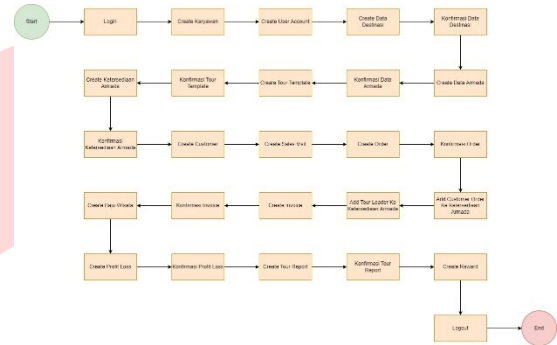 Start
Login
Create Karyawan
Create User Account
Create Data
Destinasi
Konfirmasi Data
Destinasi
Create Ketersediaan
Armada
Konfirmasi Tour
Template
Create Tour Template
Konfirmasi Data
Armada
Create Data Armada
Konfirmasi
Ketersediaan Armada
Create Customer
Create Sales Visit
Create Order
Konfirmasi Order
Create Wisata
Konfirmasi Invoice
Create Invoice
Add Tour Leader Ke
Ketersediaan Armada
Add Customer Order
Ke Ketersediaan
Armada
Create Profit Loss
Konfirmasi Profit Loss
Create Tour Report
Konfirmasi Tour
Report
Create Reward
Logout
End